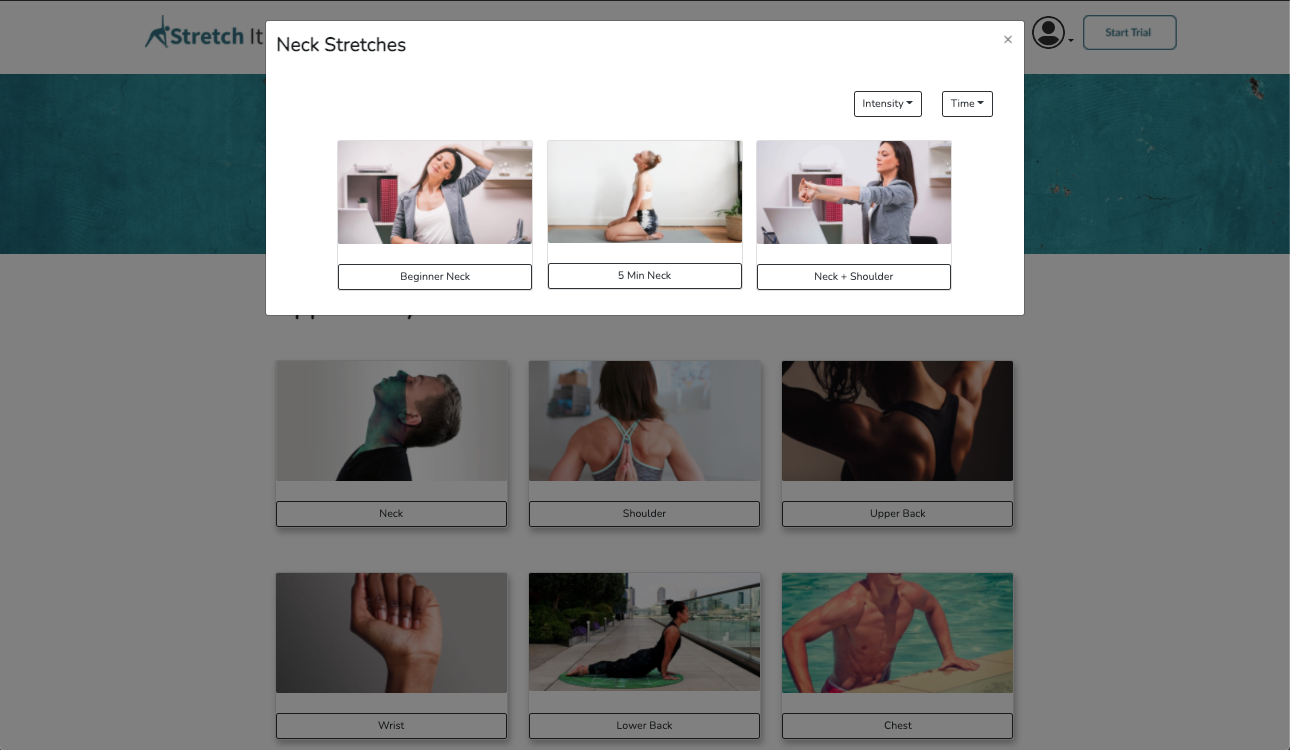 Stretch It
Neck Stretches
×
Start Trial
Intensity
Time
Beginner Neck
5 Min Neck
Neck + Shoulder
Neck
Shoulder
Upper Back
Wrist
Lower Back
Chest